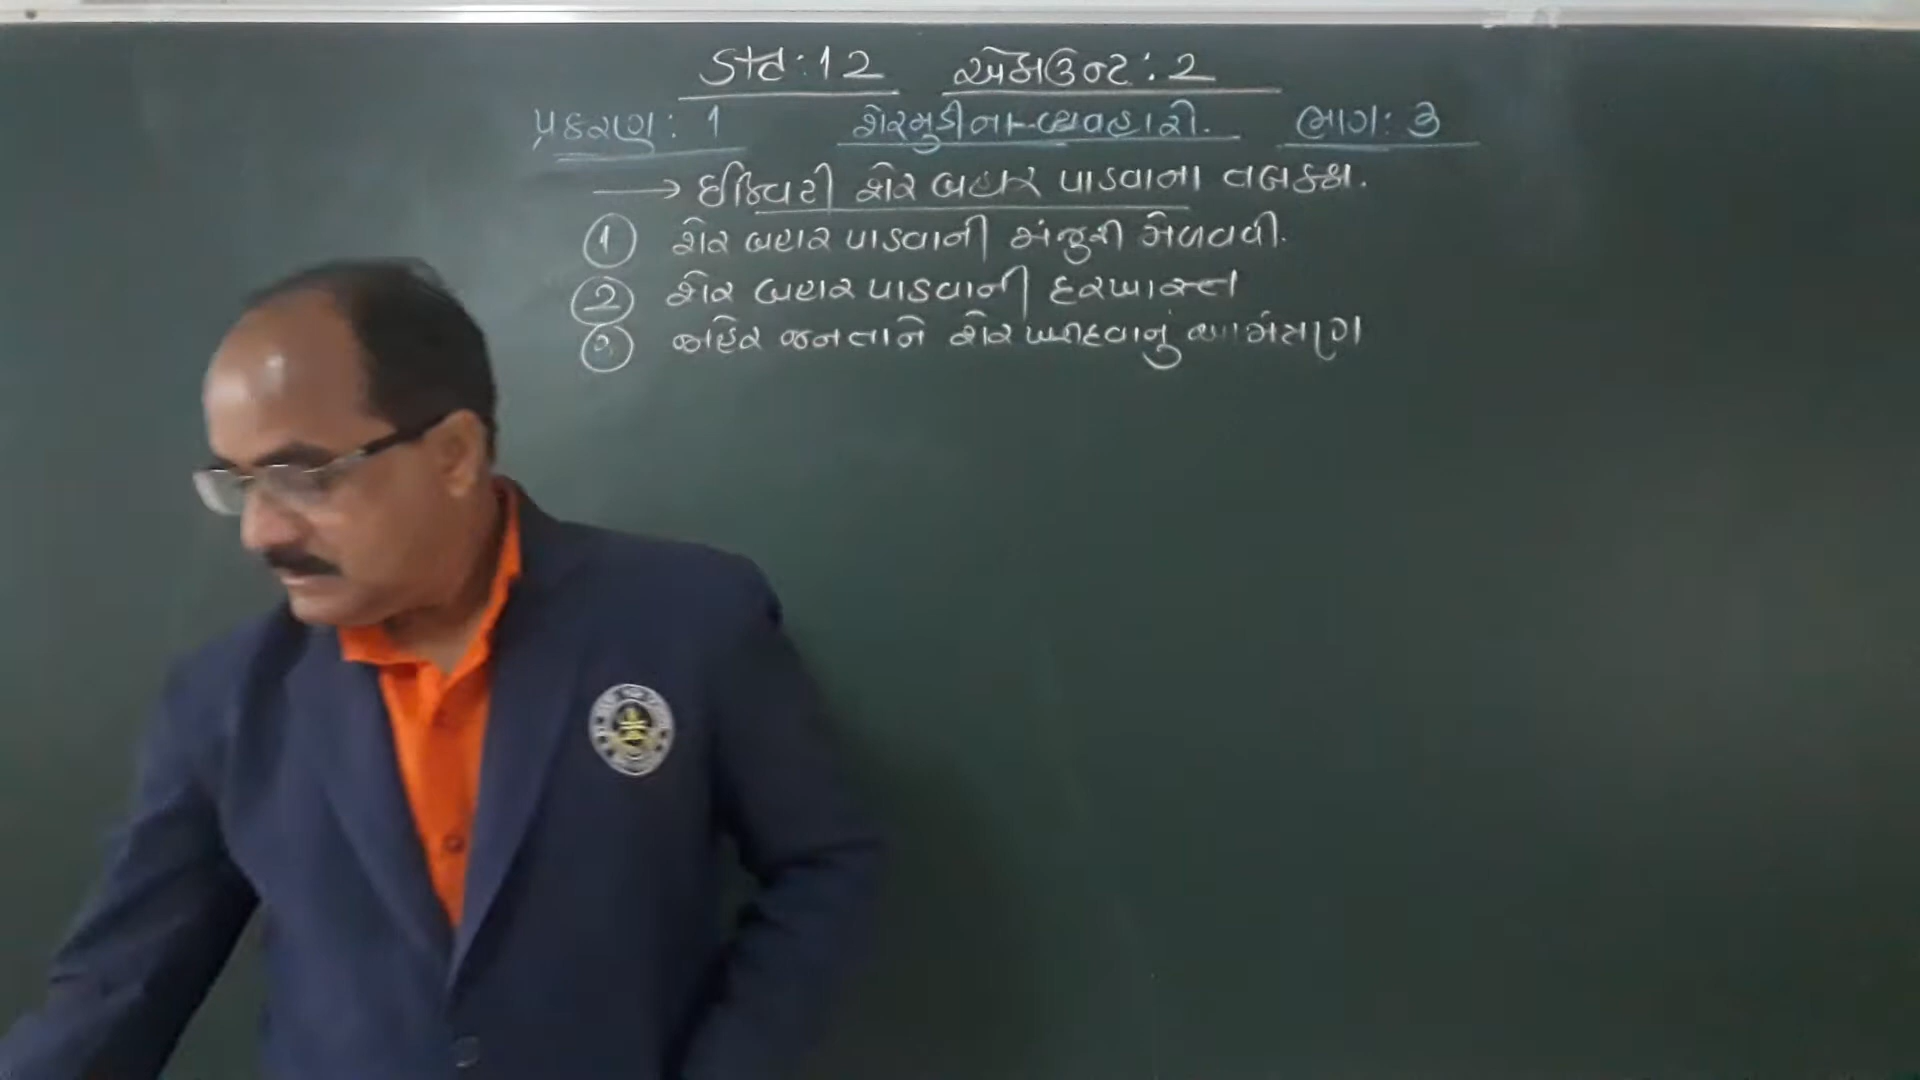 ધો: 12 એકાઉન્ટ : 2
પ્રકરણ : 1 શેરમુડીના વ્યવહારો. ભાગ: 3
→ ઈક્વિટી શેર બહાર પાડવાના તબક્કા.
1 શેર બહાર પાડવાની મંજુરી મેળવવી.
2 શેર બહાર પાડવાની દરખાસ્ત
3 જાહેર જનતાને શેર ખરીદવાનું આમંત્રણ